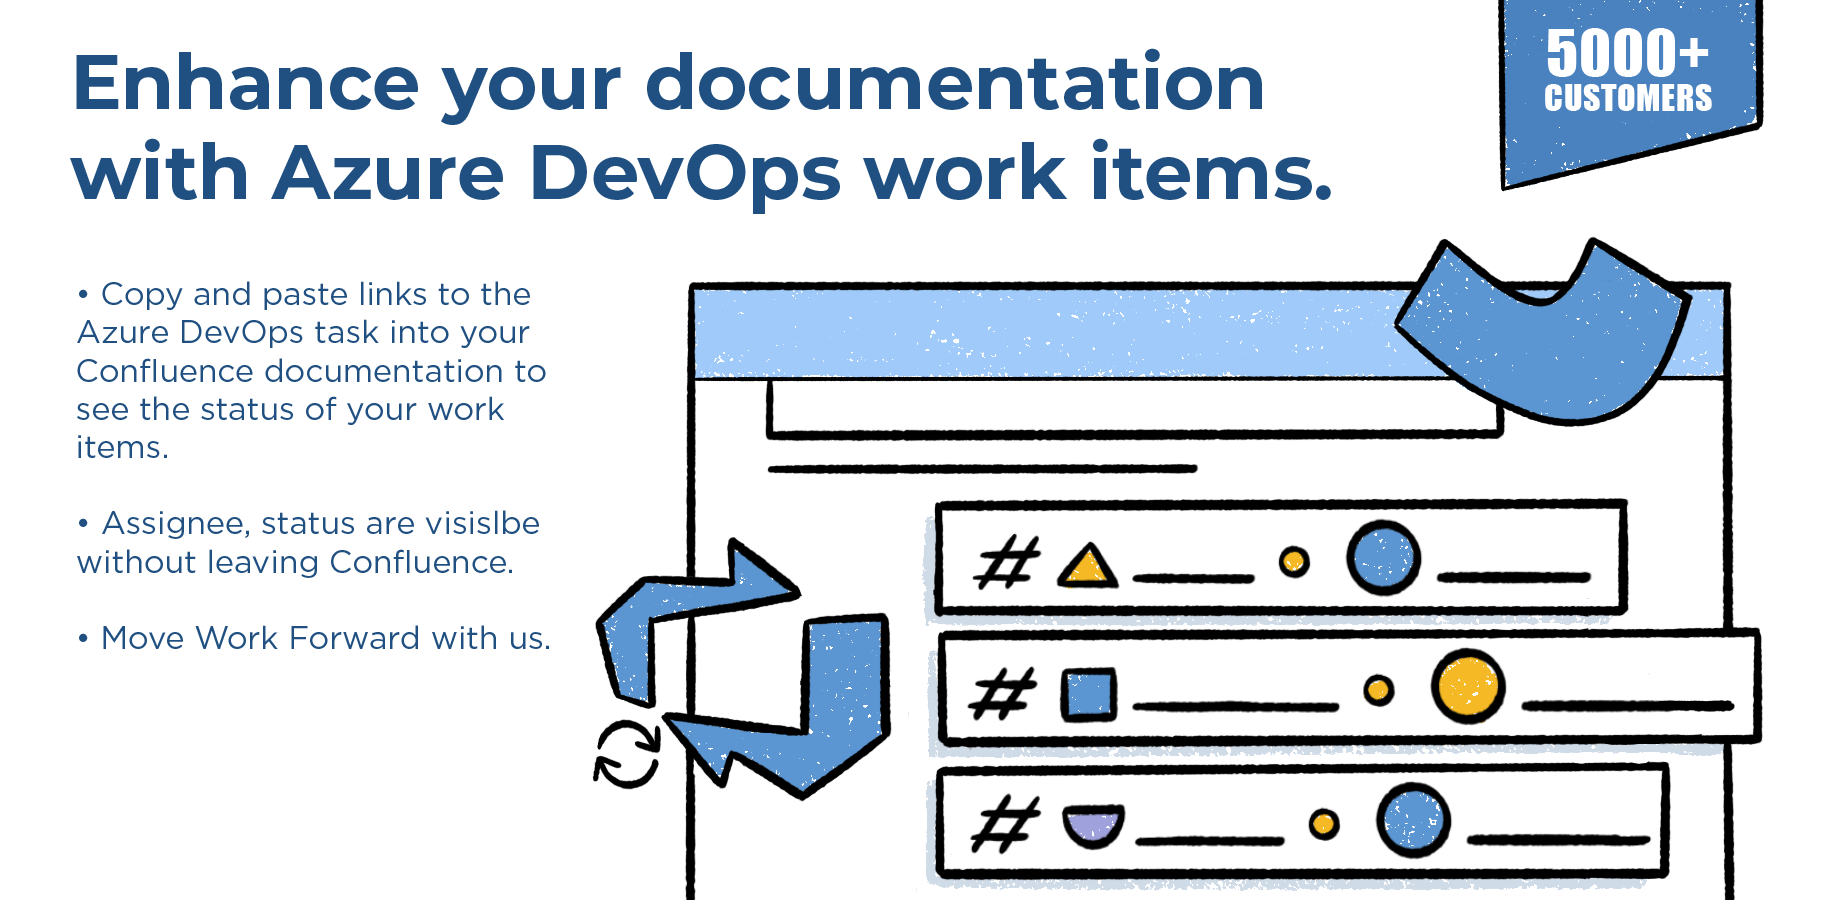 Enhance your documentation
with Azure DevOps work items.
5000+
CUSTOMERS
• Copy and paste links to the
Azure DevOps task into your
Confluence documentation to
see the status of your work
items.
• Assignee, status are visislbe
without leaving Confluence.
• Move Work Forward with us.
#
#
#